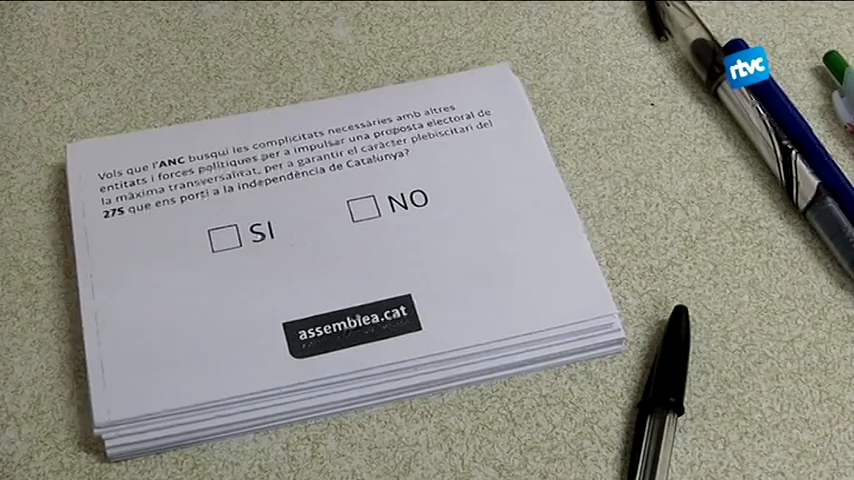 rtvc
Vols que l'ANC busqui les complicitats necessàries amb altres
entitats i forces polítiques per a impulsar una proposta electoral de
la màxima transversalitat, per a garantir el caràcter plebiscitari del
27S que ens porti a la independència de Catalunya?
SI NO
assemblea.cat